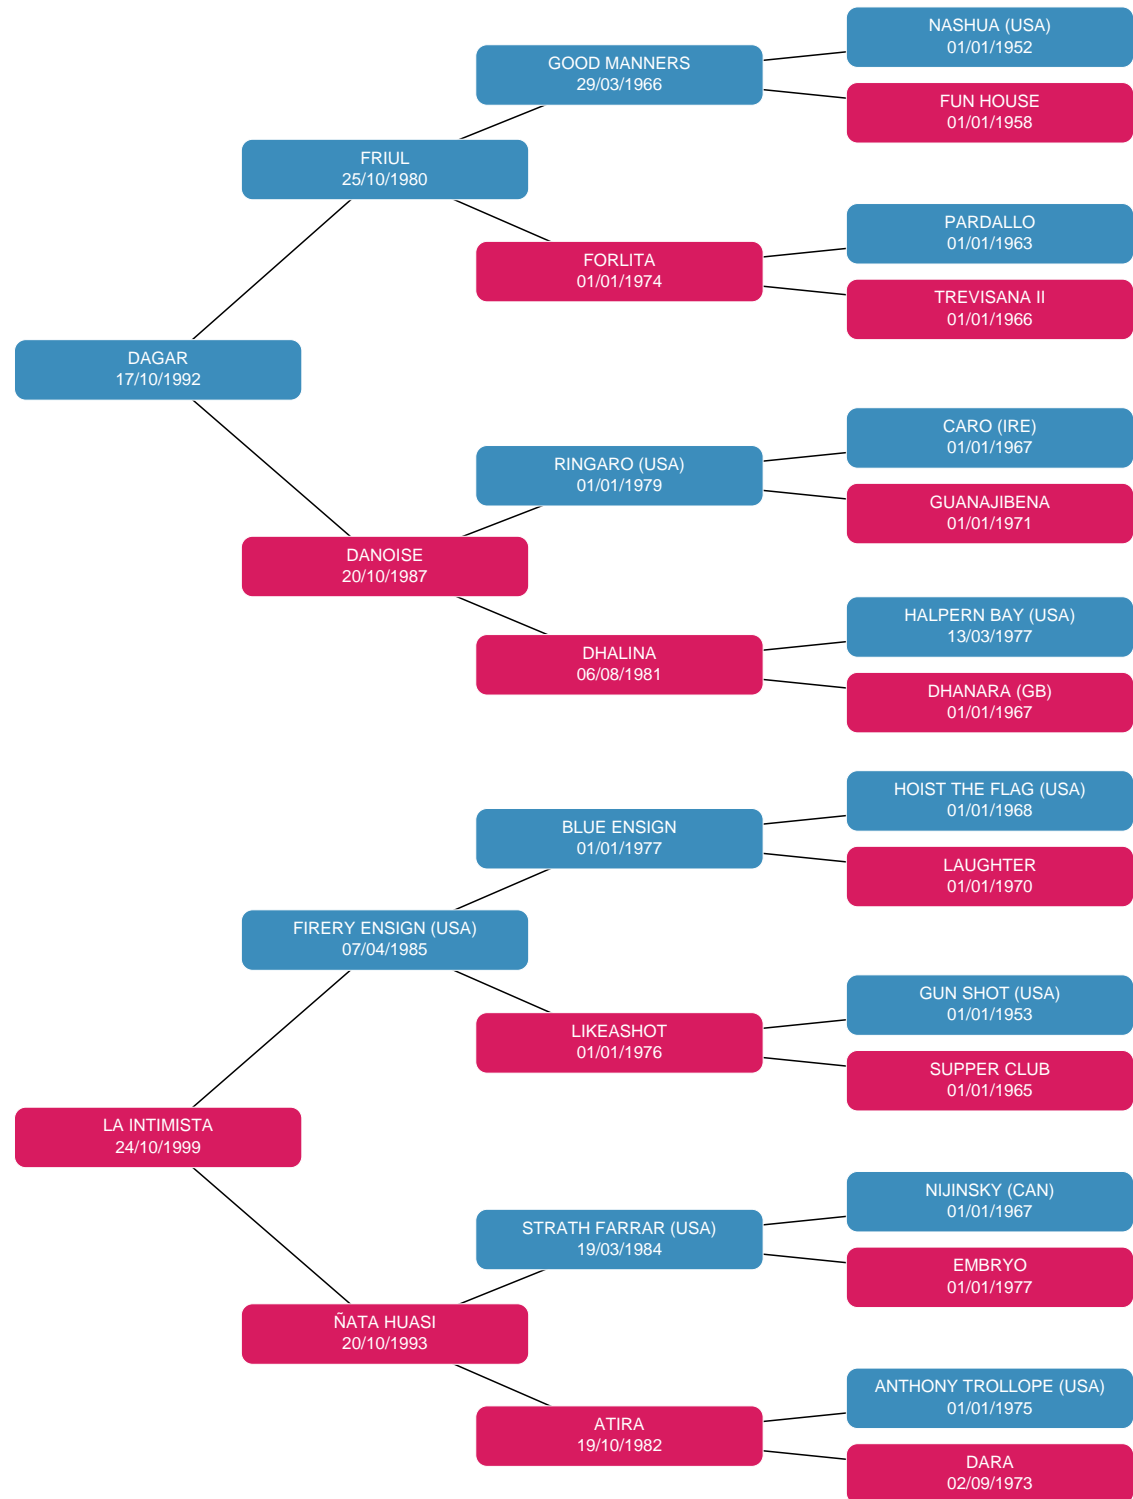 NASHUA (USA)
01/01/1952
GOOD MANNERS
29/03/1966
FUN HOUSE
01/01/1958
FRIUL
25/10/1980
PARDALLO
01/01/1963
FORLITA
01/01/1974
TREVISANA II
01/01/1966
DAGAR
17/10/1992
CARO (IRE)
01/01/1967
RINGARO (USA)
01/01/1979
GUANAJIBENA
01/01/1971
DANOISE
20/10/1987
HALPERN BAY (USA)
13/03/1977
DHALINA
06/08/1981
DHANARA (GB)
01/01/1967
HOIST THE FLAG (USA)
01/01/1968
BLUE ENSIGN
01/01/1977
LAUGHTER
01/01/1970
FIRERY ENSIGN (USA)
07/04/1985
GUN SHOT (USA)
01/01/1953
LIKEASHOT
01/01/1976
SUPPER CLUB
01/01/1965
LA INTIMISTA
24/10/1999
NIJINSKY (CAN)
01/01/1967
STRATH FARRAR (USA)
19/03/1984
EMBRYO
01/01/1977
ÑATA HUASI
20/10/1993
ANTHONY TROLLOPE (USA)
01/01/1975
ATIRA
19/10/1982
DARA
02/09/1973